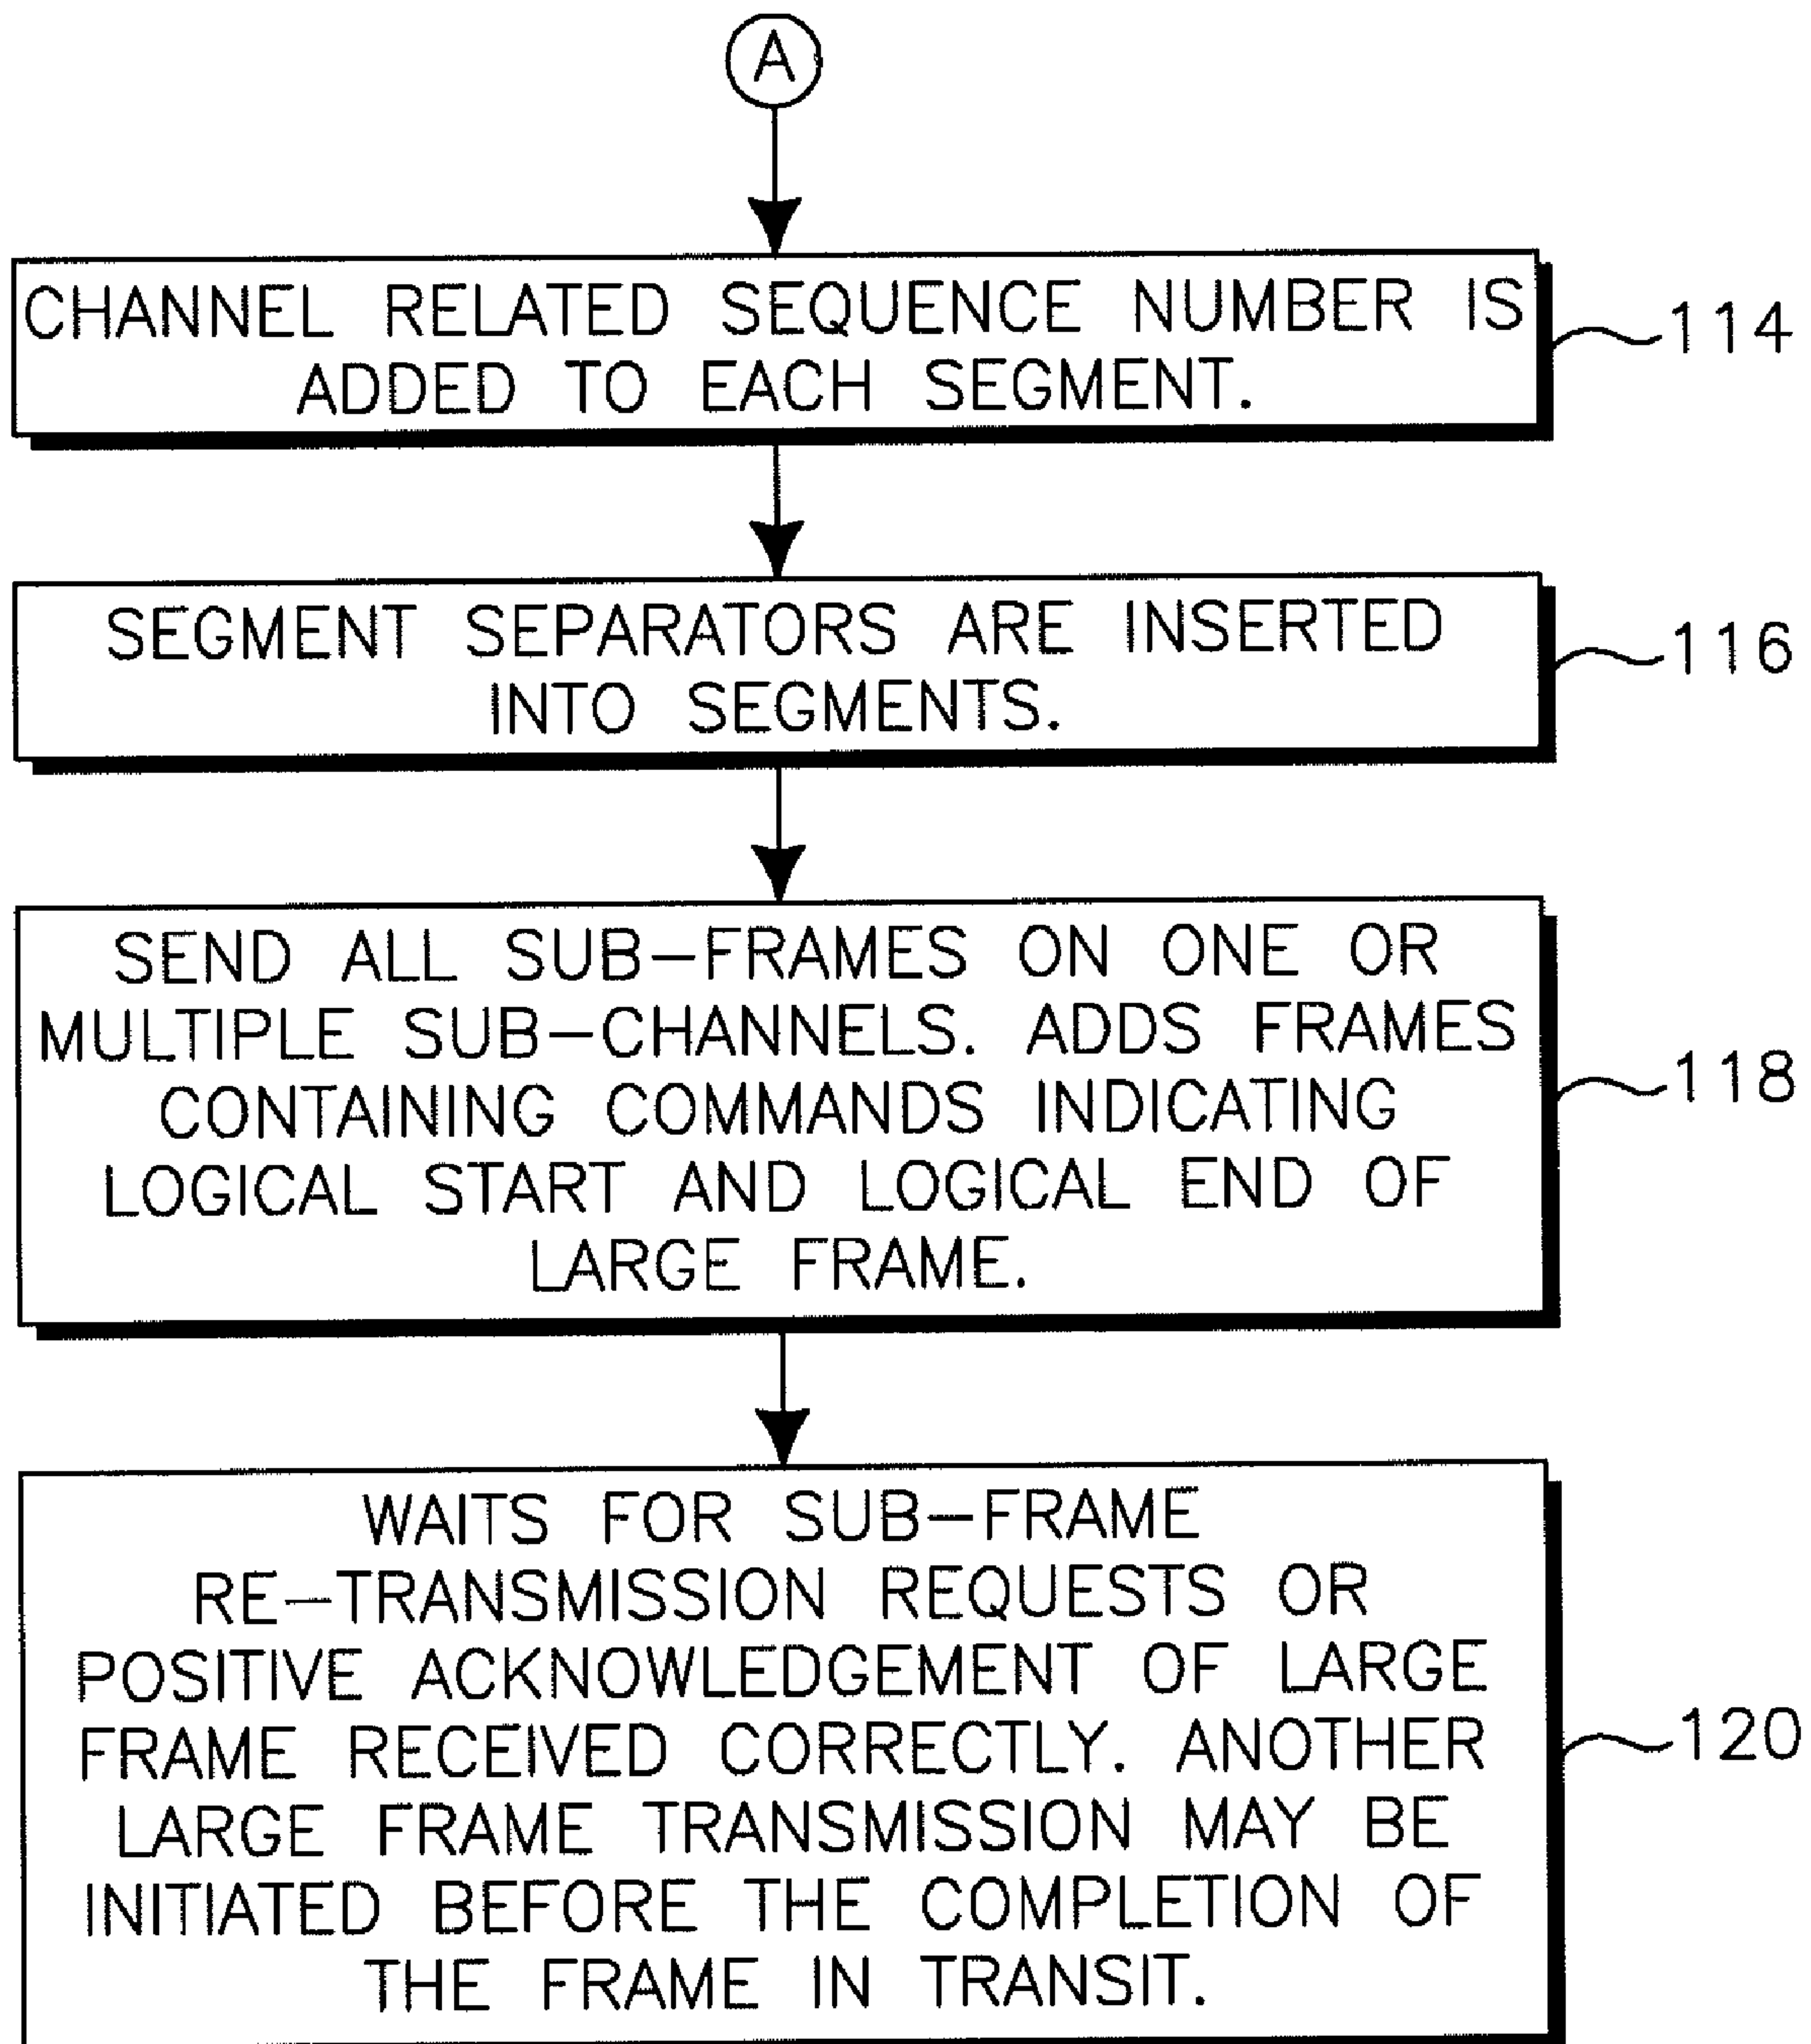 A
CHANNEL RELATED SEQUENCE NUMBER IS
ADDED TO EACH SEGMENT.
114
SEGMENT SEPARATORS ARE INSERTED
INTO SEGMENTS.
116
SEND ALL SUB-FRAMES ON ONE OR
MULTIPLE SUB-CHANNELS. ADDS FRAMES
CONTAINING COMMANDS INDICATING
LOGICAL START AND LOGICAL END OF
LARGE FRAME.
118
WAITS FOR SUB-FRAME
RE-TRANSMISSION REQUESTS OR
POSITIVE ACKNOWLEDGEMENT OF LARGE
FRAME RECEIVED CORRECTLY. ANOTHER
LARGE FRAME TRANSMISSION MAY BE
INITIATED BEFORE THE COMPLETION OF
THE FRAME IN TRANSIT.
120